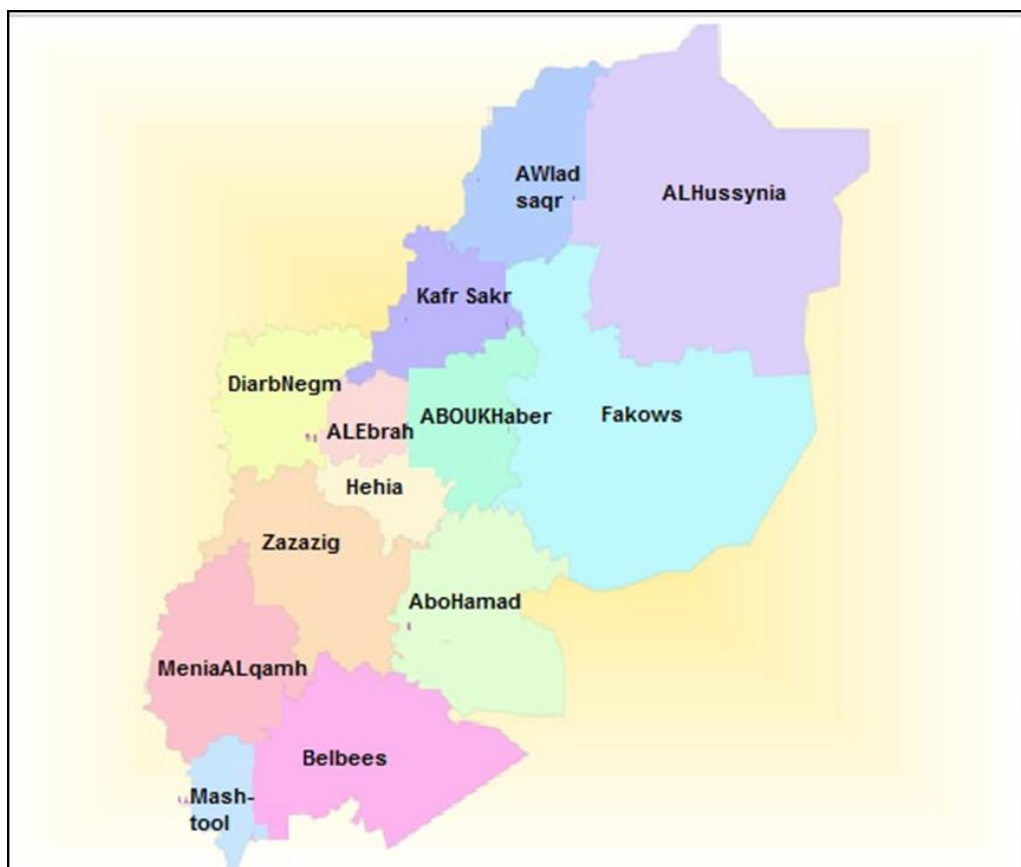 AWlad
saqr
ALHussynia
Kafr Sakr
DiarbNegm
ALEbrah
ABOUKHaber
Fakows
Hehia
Zazazig
AboHamad
MeniaALqamh
Belbees
Mash-
tool